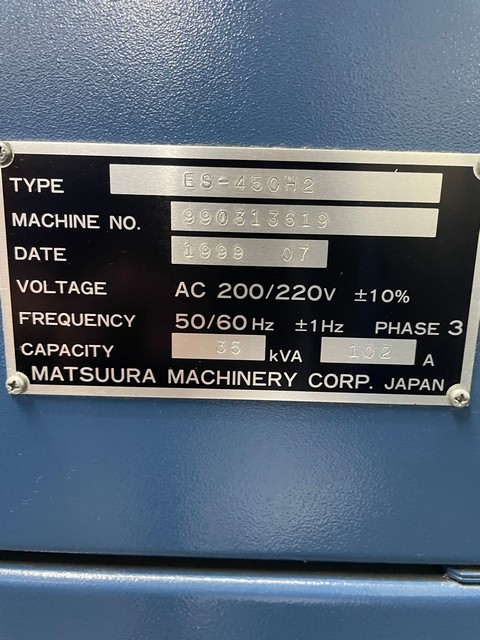 TYPE ES-450H2
MACHINE NO. 990313619
DATE 1999 07
VOLTAGE AC 200/220V ±10%
FREQUENCY 50/60Hz ±1Hz PHASE 3
CAPACITY 35 kVA 102 A
MATSUURA MACHINERY CORP. JAPAN